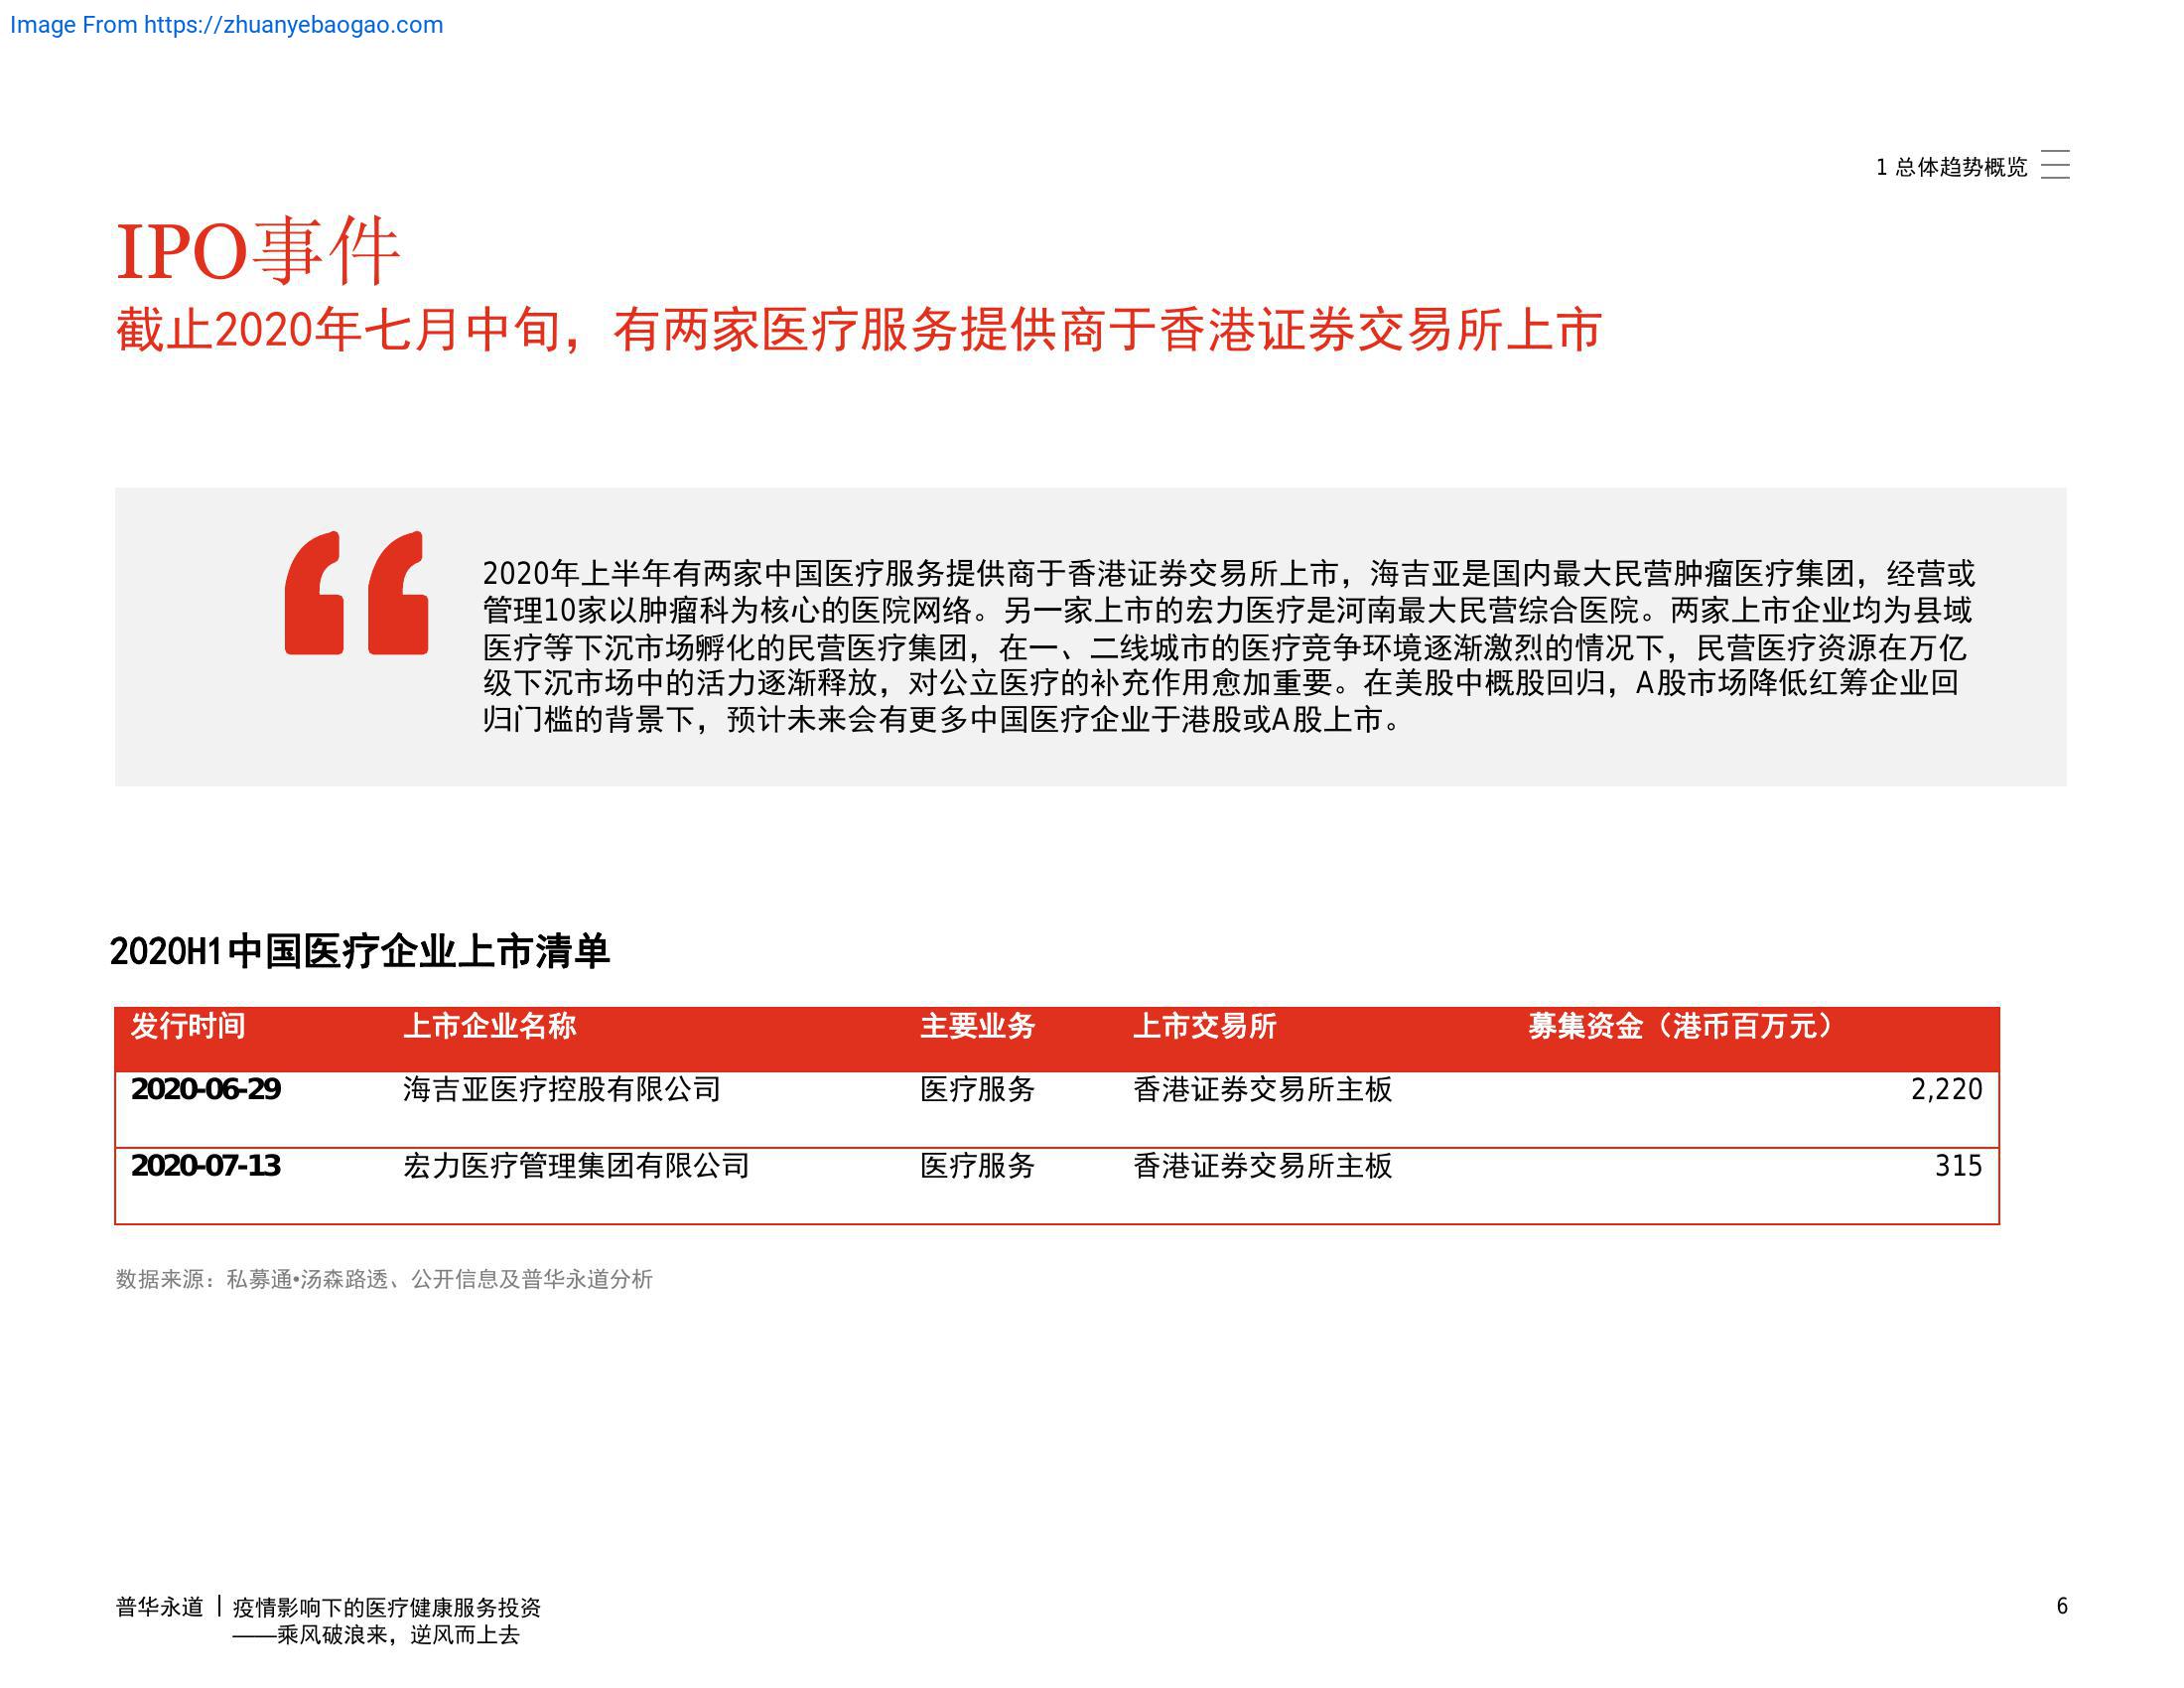 Image From https://zhuanyebaogao.com
1 总体趋势概览
IPO事件
截止2020年七月中旬，有两家医疗服务提供商于香港证券交易所上市
2020年上半年有两家中国医疗服务提供商于香港证券交易所上市，海吉亚是国内最大民营肿瘤医疗集团，经营或
管理10家以肿瘤科为核心的医院网络。另一家上市的宏力医疗是河南最大民营综合医院。两家上市企业均为县域
医疗等下沉市场孵化的民营医疗集团，在一、二线城市的医疗竞争环境逐渐激烈的情况下，民营医疗资源在万亿
级下沉市场中的活力逐渐释放，对公立医疗的补充作用愈加重要。在美股中概股回归，A股市场降低红筹企业回
归门槛的背景下，预计未来会有更多中国医疗企业于港股或A股上市。
2020H1中国医疗企业上市清单
发行时间 上市企业名称 主要业务 上市交易所 募集资金（港币百万元）
2020-06-29 海吉亚医疗控股有限公司 医疗服务 香港证券交易所主板 2,220
2020-07-13 宏力医疗管理集团有限公司 医疗服务 香港证券交易所主板 315
数据来源：私募通•汤森路透、公开信息及普华永道分析
普华永道 | 疫情影响下的医疗健康服务投资
——乘风破浪来，逆风而上去
6